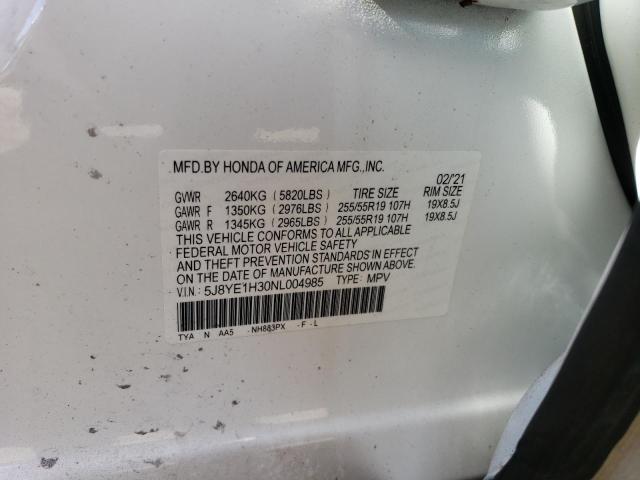 MFD.BY HONDA OF AMERICA MFG.,INC.
02/'21
GVWR 2640KG (5820LBS) TIRE SIZE RIM SIZE
GAWR F 1350KG (2976LBS) 255/55R19 107H 19X8.5J
GAWR R 1345KG (2965LBS) 255/55R19 107H 19X8.5J
THIS VEHICLE CONFORMS TO ALL APPLICABLE
FEDERAL MOTOR VEHICLE SAFETY
AND THEFT PREVENTION STANDARDS IN EFFECT
ON THE DATE OF MANUFACTURE SHOWN ABOVE.
V.I.N: 5J8YE1H30NL004985 TYPE: MPV
TYA N AA5 -NH883PX -F-L